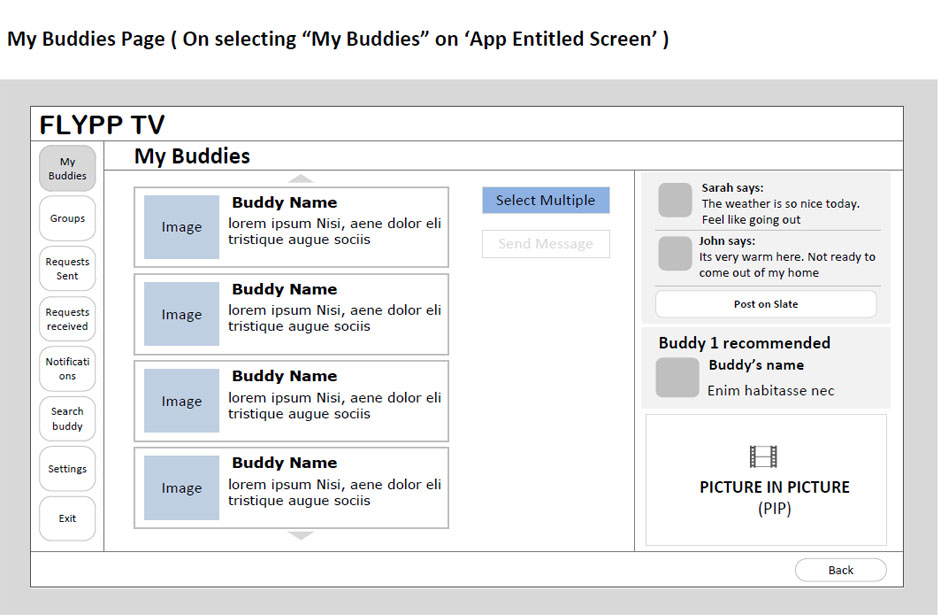 My Buddies Page ( On selecting “My Buddies” on ‘App Entitled Screen’ )
FLYPP TV
My
Buddies
Groups
Requests
Sent
Requests
received
Notificati
ons
Search
buddy
Settings
Exit
My Buddies
Image
Buddy Name
lorem ipsum Nisi, aene dolor eli
tristique augue sociis
Image
Buddy Name
lorem ipsum Nisi, aene dolor eli
tristique augue sociis
Image
Buddy Name
lorem ipsum Nisi, aene dolor eli
tristique augue sociis
Image
Buddy Name
lorem ipsum Nisi, aene dolor eli
tristique augue sociis
Select Multiple
Send Message
Sarah says:
The weather is so nice today.
Feel like going out
John says:
Its very warm here. Not ready to
come out of my home
Post on Slate
Buddy 1 recommended
Buddy’s name
Enim habitasse nec
PICTURE IN PICTURE
(PIP)
Back